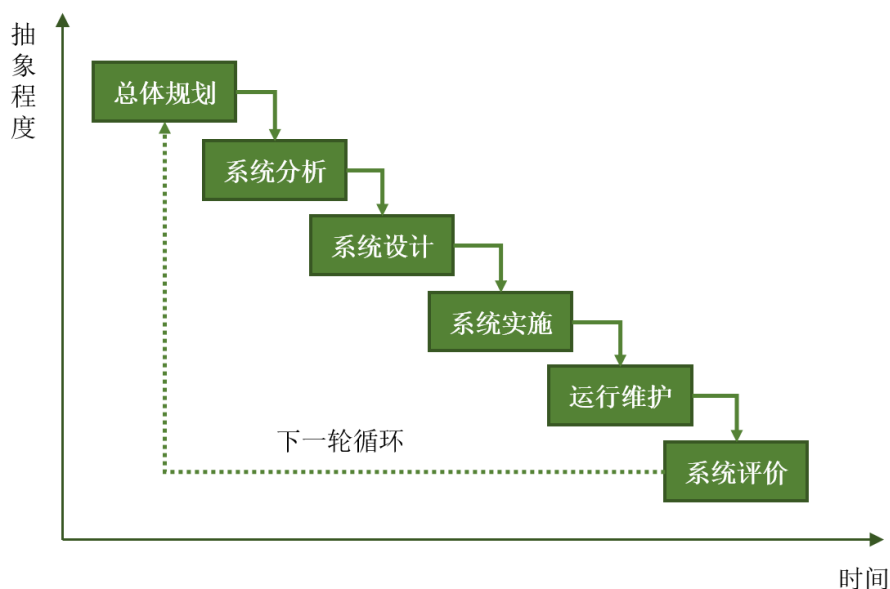 抽象程度
总体规划
系统分析
系统设计
系统实施
运行维护
下一轮循环
系统评价
时间